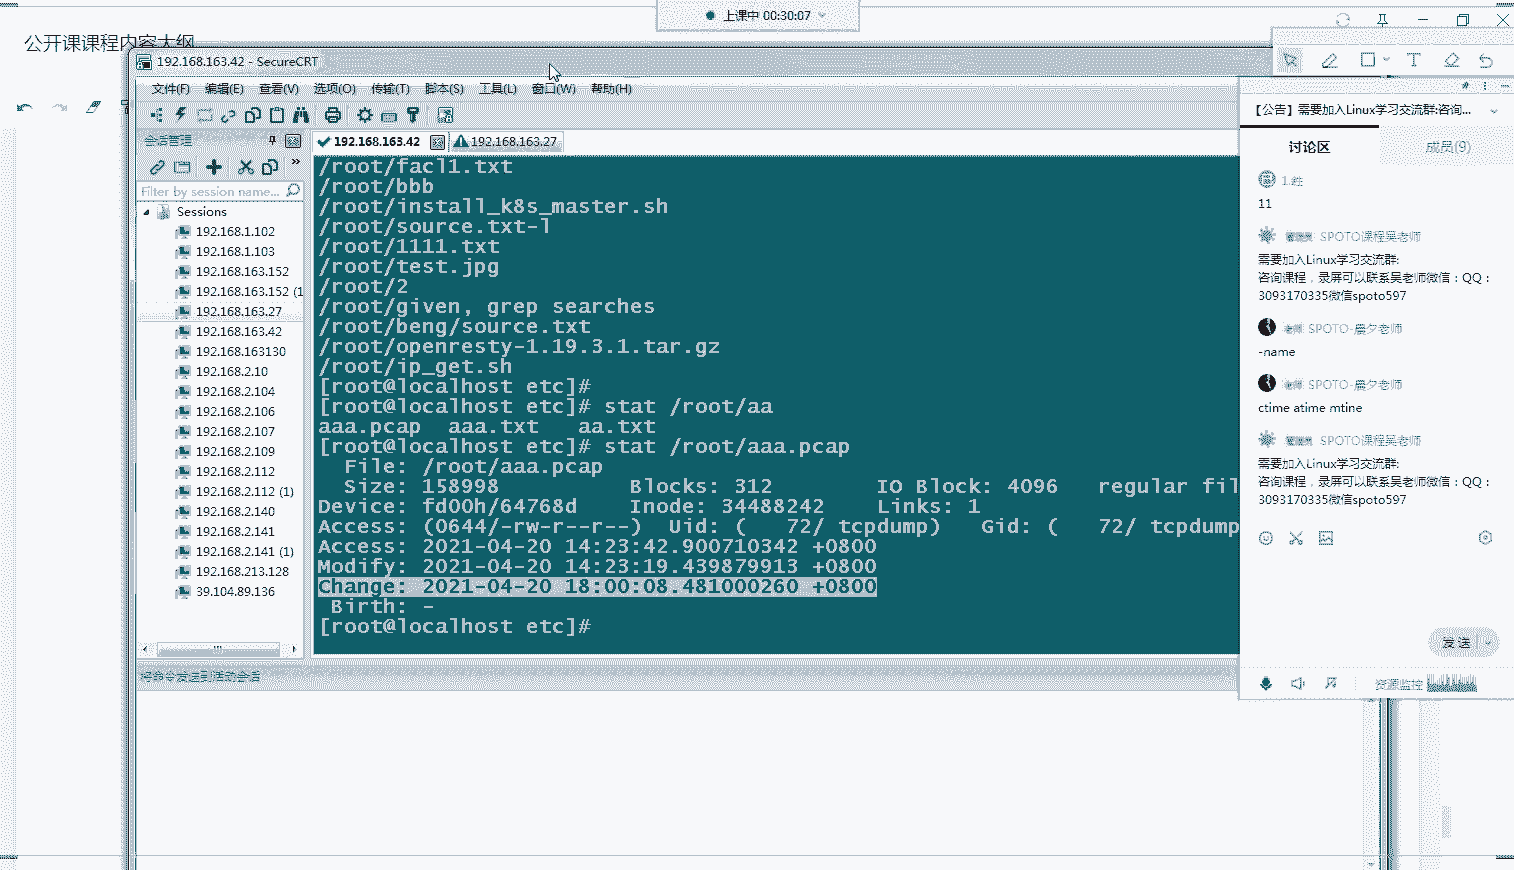 上课中 00:30:07
公开课课程内容大纲
192.168.163.42 - SecureCRT
文件(F) 编辑(E) 查看(V) 选项(O) 传输(T) 脚本(S) 工具(L) 窗口(W) 帮助(H)
会话管理
192.168.163.42
192.168.163.27
Filter by session name...
Sessions
192.168.1.102
192.168.1.103
192.168.163.152
192.168.163.152 (1
192.168.163.27
192.168.163.42
192.168.163130
192.168.2.10
192.168.2.104
192.168.2.106
192.168.2.107
192.168.2.109
192.168.2.112
192.168.2.112 (1)
192.168.2.140
192.168.2.141
192.168.2.141 (1)
192.168.213.128
39.104.89.136
/root/facl1.txt
/root/bbb
/root/install_k8s_master.sh
/root/source.txt-l
/root/1111.txt
/root/test.jpg
/root/2
/root/given, grep searches
/root/beng/source.txt
/root/openresty-1.19.3.1.tar.gz
/root/ip_get.sh
[root@localhost etc]#
[root@localhost etc]# stat /root/aa
aaa.pcap aaa.txt aa.txt
[root@localhost etc]# stat /root/aaa.pcap
File: /root/aaa.pcap
Size: 158998 Blocks: 312 IO Block: 4096 regular fil
Device: fd00h/64768d Inode: 34488242 Links: 1
Access: (0644/-rw-r--r--) Uid: ( 72/ tcpdump) Gid: ( 72/ tcpdump
Access: 2021-04-20 14:23:42.900710342 +0800
Modify: 2021-04-20 14:23:19.439879913 +0800
Change: 2021-04-20 18:00:08.481000260 +0800
Birth: -
[root@localhost etc]#
将命令发送到活动会话
【公告】需要加入Linux学习交流群:咨询...
讨论区
成员(9)
11
SPOTO课程吴老师
需要加入Linux学习交流群:
咨询课程，录屏可以联系吴老师微信：QQ：
3093170335微信spoto597
SPOTO-晨夕老师
-name
SPOTO-晨夕老师
ctime atime mtine
SPOTO课程吴老师
需要加入Linux学习交流群:
咨询课程，录屏可以联系吴老师微信：QQ：
3093170335微信spoto597
发送
资源监控